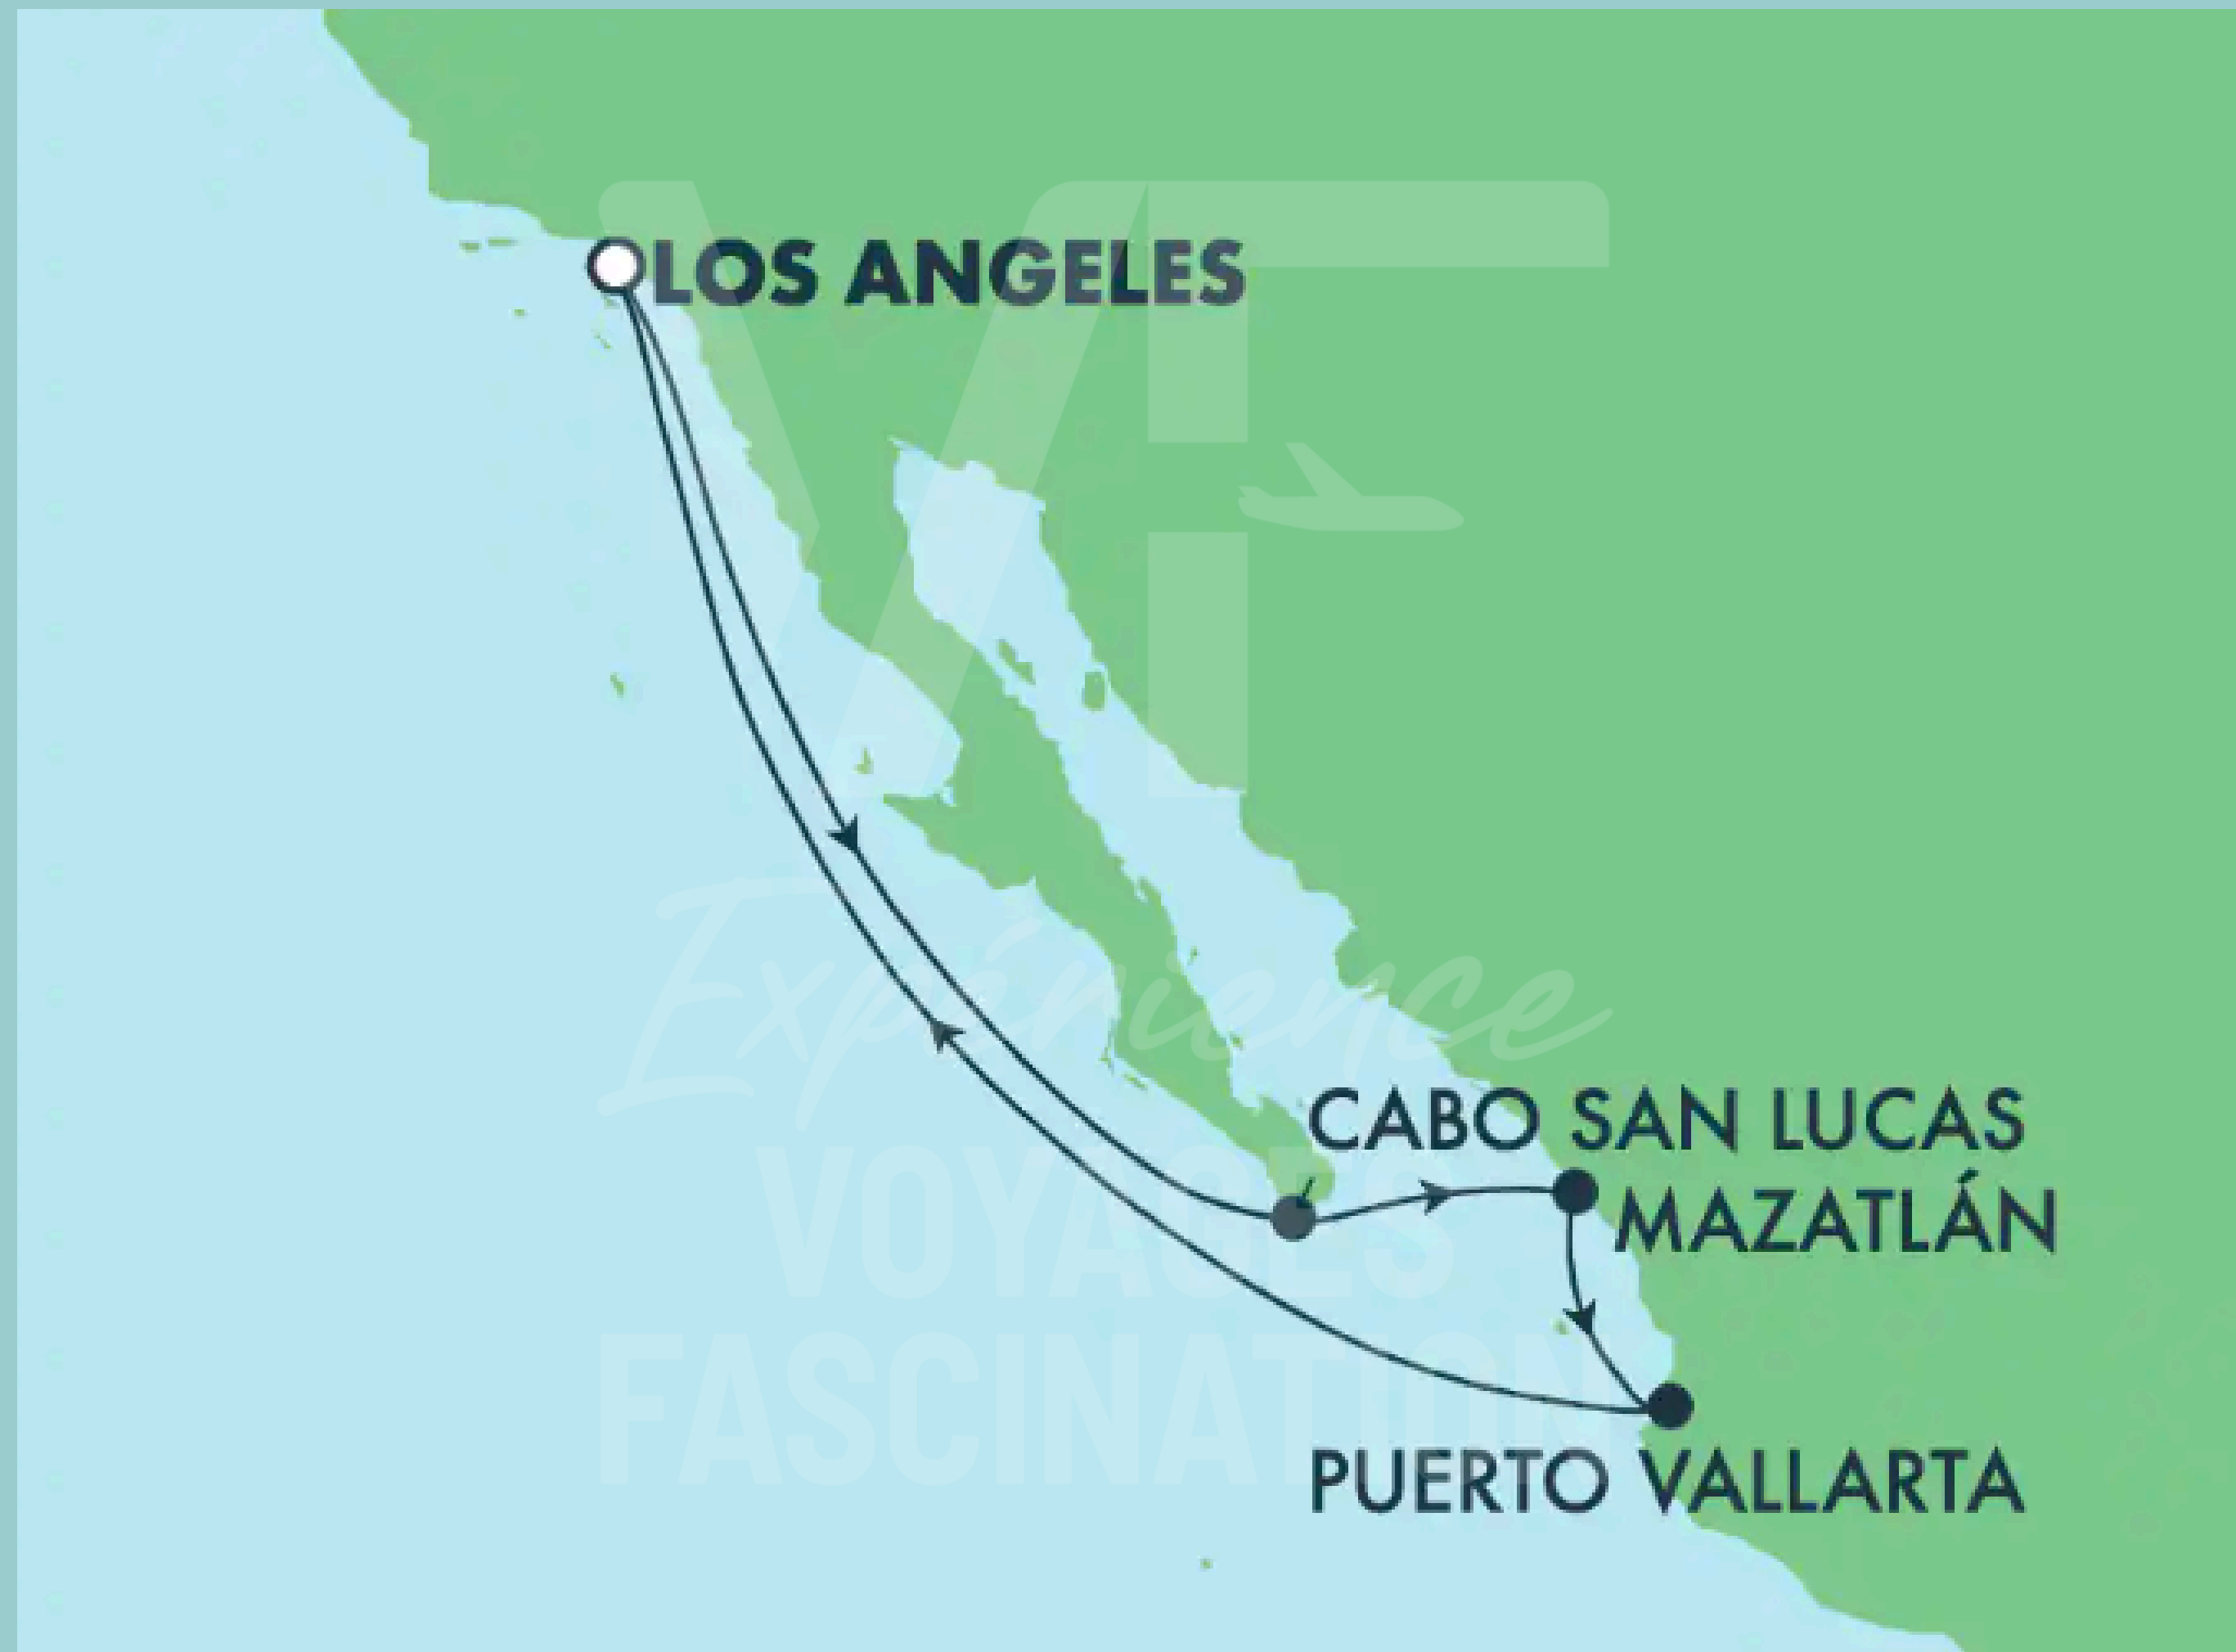 LOS ANGELES
Expérience
VOYAGES
FASCINATION
CABO SAN LUCAS
MAZATLÁN
PUERTO VALLARTA